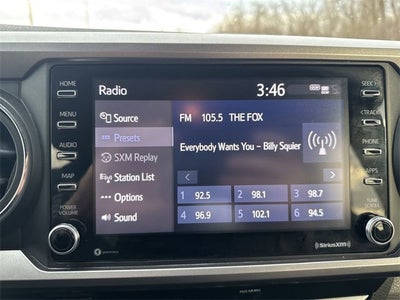 Radio 3:46
HOME
MENU
AUDIO
MAP
POWER
VOLUME
Source
Presets
SXM Replay
Station List
Options
Sound
FM 105.5 THE FOX
Everybody Wants You – Billy Squier
1 92.5 2 98.1 3 98.7
4 96.9 5 102.1 6 94.5
SEEK>
<TRACK
PHONE
APPS
TUNE
SCROLL
SiriusXM